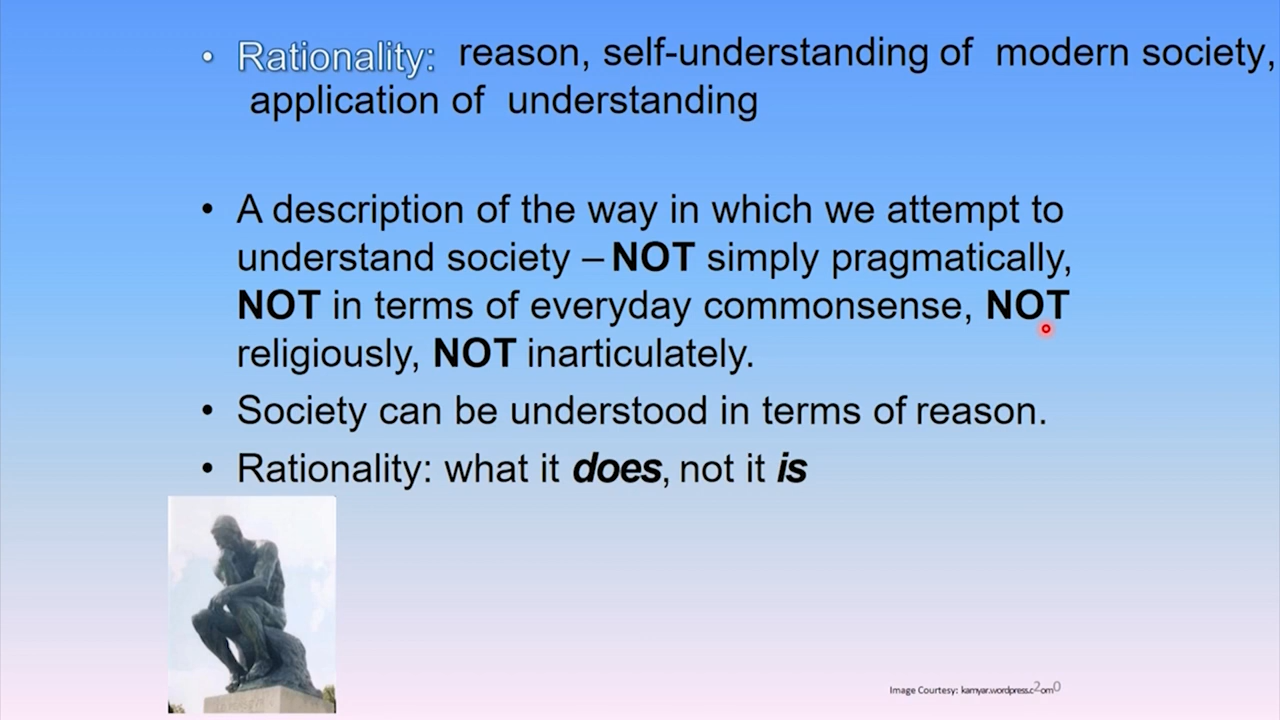 • Rationality: reason, self-understanding of modern society,
application of understanding
• A description of the way in which we attempt to
understand society – NOT simply pragmatically,
NOT in terms of everyday commonsense, NOT
religiously, NOT inarticulately.
• Society can be understood in terms of reason.
• Rationality: what it does, not it is
Image Courtesy: kamyar.wordpress.com
20